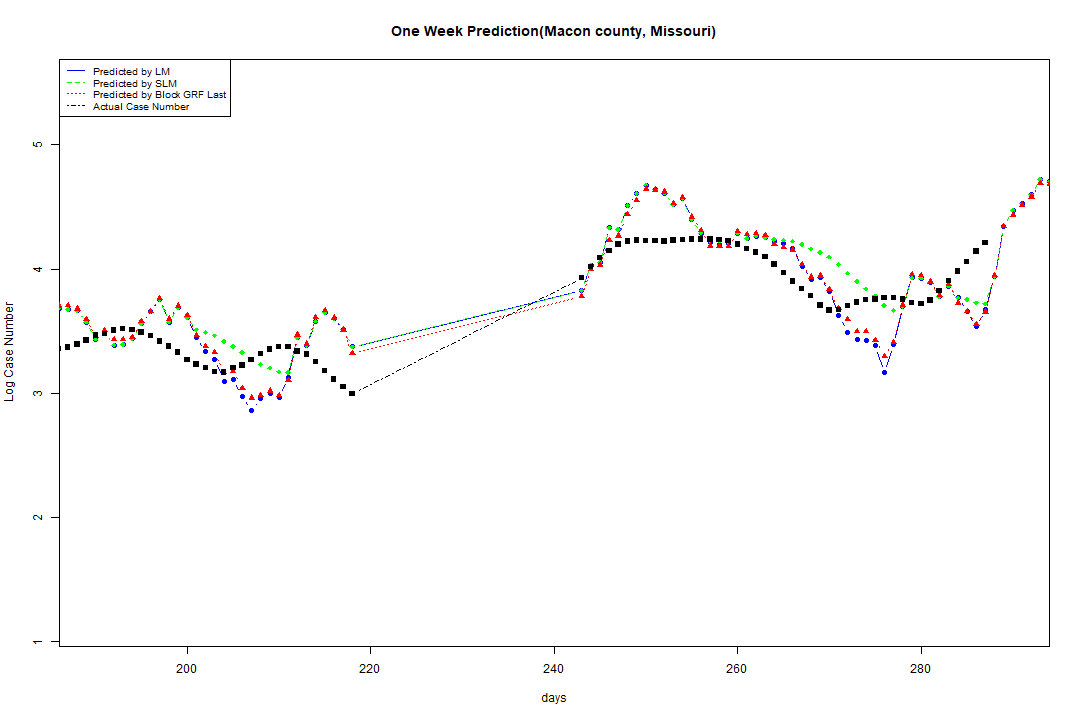 One Week Prediction(Macon county, Missouri)
Predicted by LM
Predicted by SLM
Predicted by Block GRF Last
Actual Case Number
5
4
3
2
1
Log Case Number
200 220 240 260 280
days